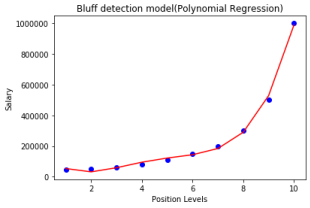 Bluff detection model(Polynomial Regression)
1000000
800000
600000
400000
200000
0
Salary
2 4 6 8 10
Position Levels